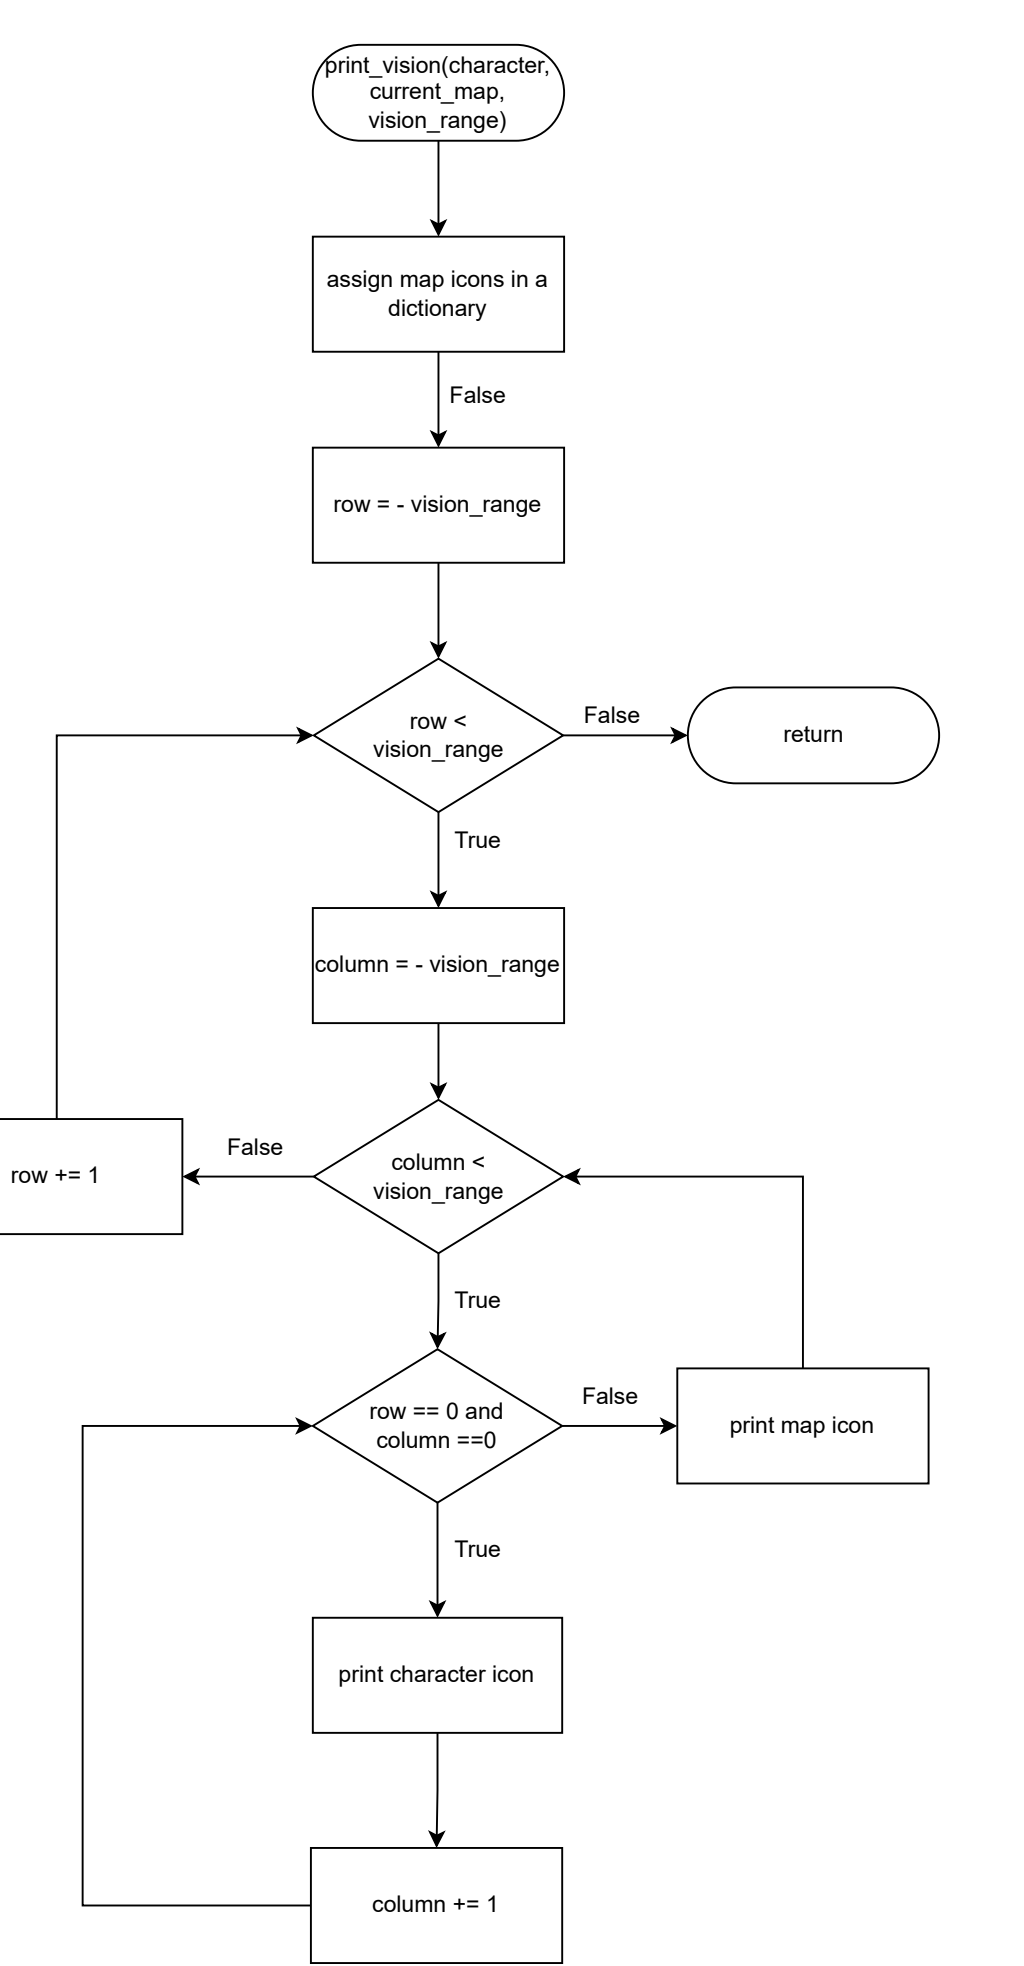 print_vision(character,
current_map,
vision_range)
assign map icons in a
dictionary
False
row = - vision_range
row <
vision_range
False
return
True
column = - vision_range
column <
vision_range
False
row += 1
True
row == 0 and
column ==0
False
print map icon
True
print character icon
column += 1